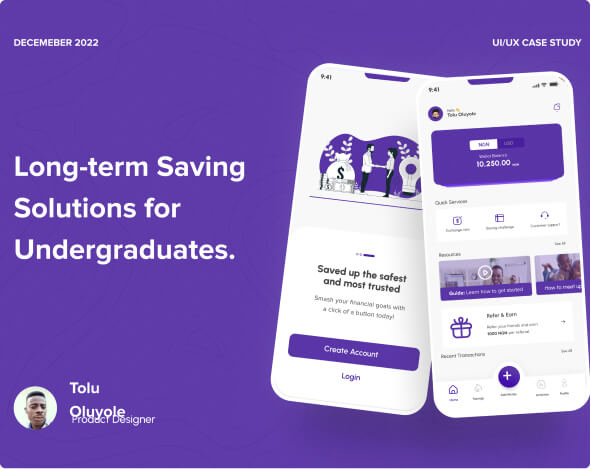 DECEMEBER 2022
UI/UX CASE STUDY
Long-term Saving
Solutions for
Undergraduates.
Tolu
Oluyole
Product Designer
9:41
Saved up the safest
and most trusted
Smash your financial goals with
a click of a button today!
Create Account
Login
9:41
Hello
Tolu Oluyole
NGN
USD
Wallet Balance
10,250.00 NGN
Quick Services
Exchange rate
Saving challenge
Customer support
Resources
See All
Guide: Learn how to get started
How to meet up
Refer & Earn
Refer your friends and earn
1000 NGN per referral
Recent Transactions
See All
Home
Savings
Add Money
Profile